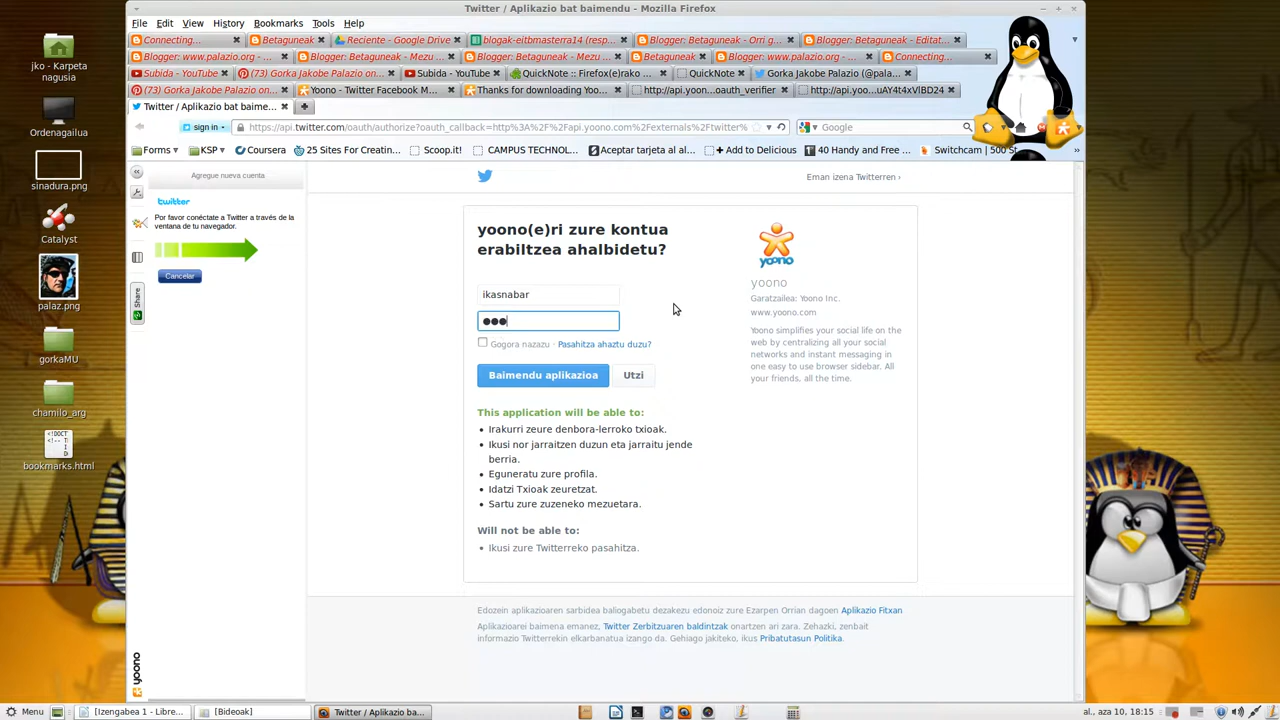 Twitter / Aplikazio bat baimendu - Mozilla Firefox
File Edit View History Bookmarks Tools Help
Connecting... Betaguneak Reciente - Google Drive blogak-eitbmasterra14 (resp... Blogger: Betaguneak - Orri g... Blogger: Betaguneak - Editat...
Blogger: www.palazio.org - ... Blogger: Betaguneak - Mezu ... Blogger: Betaguneak - Mezu ... Betaguneak Blogger: www.palazio.org - ... Connecting...
Subida - YouTube (73) Gorka Jakobe Palazio on... Subida - YouTube QuickNote :: Firefox(e)rako ... QuickNote Gorka Jakobe Palazio (@pala...
(73) Gorka Jakobe Palazio on... Yoono - Twitter Facebook M... Thanks for downloading Yoo... http://api.yoon...oauth_verifier http://api.yoon...uAY4t4xVlBD24
Twitter / Aplikazio bat baime...
sign in https://api.twitter.com/oauth/authorize?oauth_callback=http%3A%2F%2Fapi.yoono.com%2Fexternals%2Ftwitter% Google
Forms KSP Coursera 25 Sites For Creatin... Scoop.it! CAMPUS TECHNOL... Aceptar tarjeta al al... + Add to Delicious 40 Handy and Free ... Switchcam | 500 St
jko - Karpeta
nagusia
Ordenagailua
sinadura.png
Catalyst
palaz.png
gorkaMU
chamilo_arg
bookmarks.html
Agregue nueva cuenta
twitter
Por favor conéctate a Twitter a través de la
ventana de tu navegador.
Cancelar
Share
yoono
Eman izena Twitterren ›
yoono(e)ri zure kontua
erabiltzea ahalbidetu?
ikasnabar
●●●
Gogora nazazu · Pasahitza ahaztu duzu?
Baimendu aplikazioa Utzi
This application will be able to:
• Irakurri zeure denbora-lerroko txioak.
• Ikusi nor jarraitzen duzun eta jarraitu jende
berria.
• Eguneratu zure profila.
• Idatzi Txioak zeuretzat.
• Sartu zure zuzeneko mezuetara.
Will not be able to:
• Ikusi zure Twitterreko pasahitza.
yoono
yoono
Garatzailea: Yoono Inc.
www.yoono.com
Yoono simplifies your social life on the
web by centralizing all your social
networks and instant messaging in
one easy to use browser sidebar. All
your friends, all the time.
Edozein aplikazioaren sarbidea baliogabetu dezakezu edonoiz zure Ezarpen Orrian dagoen Aplikazio Fitxan
Aplikazioarei baimena emanez, Twitter Zerbitzuaren baldintzak onartzen ari zara. Zehazki, zenbait
informazio Twitterrekin elkarbanatua izango da. Gehiago jakiteko, ikus Pribatutasun Politika.
Menu [Izengabea 1 - Libre... [Bideoak] Twitter / Aplikazio ba... al., aza 10, 18:15